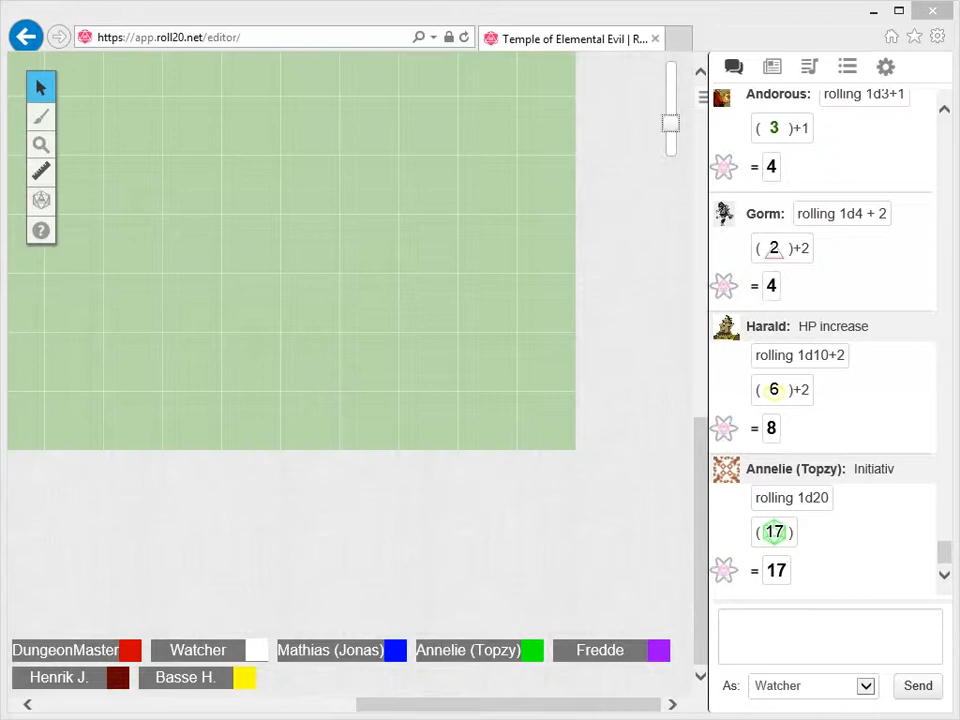 https://app.roll20.net/editor/
Temple of Elemental Evil | R...
Andorous: rolling 1d3+1
( 3 )+1
= 4
Gorm: rolling 1d4 + 2
( 2 )+2
= 4
Harald: HP increase
rolling 1d10+2
( 6 )+2
= 8
Annelie (Topzy): Initiativ
rolling 1d20
( 17 )
= 17
DungeonMaster Watcher Mathias (Jonas) Annelie (Topzy) Fredde
Henrik J. Basse H.
As: Watcher Send